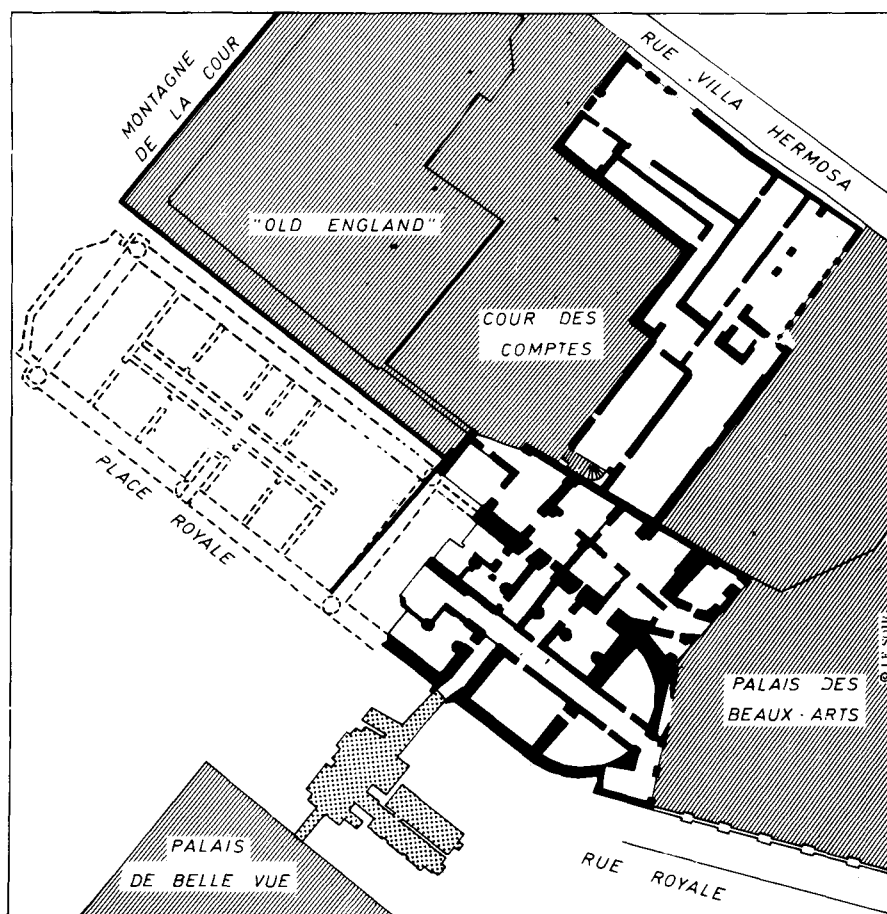 MONTAGNE
DE LA COUR
RUE VILLA HERMOSA
"OLD ENGLAND"
COUR DES
COMPTES
PLACE
ROYALE
PALAIS DES
BEAUX-ARTS
PALAIS
DE BELLE VUE
RUE ROYALE